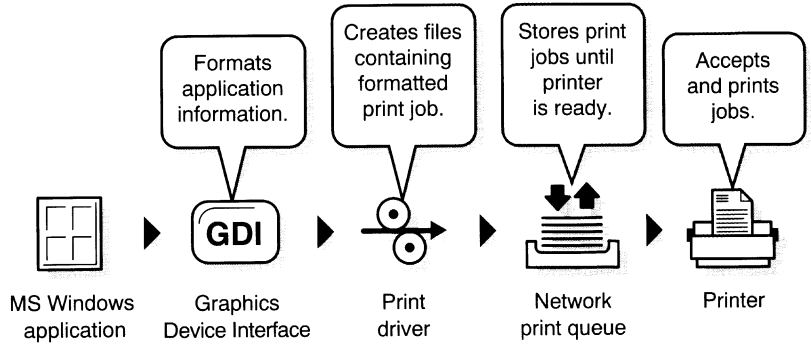 Formats
application
information.
Creates files
containing
formatted
print job.
Stores print
jobs until
printer
is ready.
Accepts
and prints
jobs.
GDI
MS Windows
application
Graphics
Device Interface
Print
driver
Network
print queue
Printer